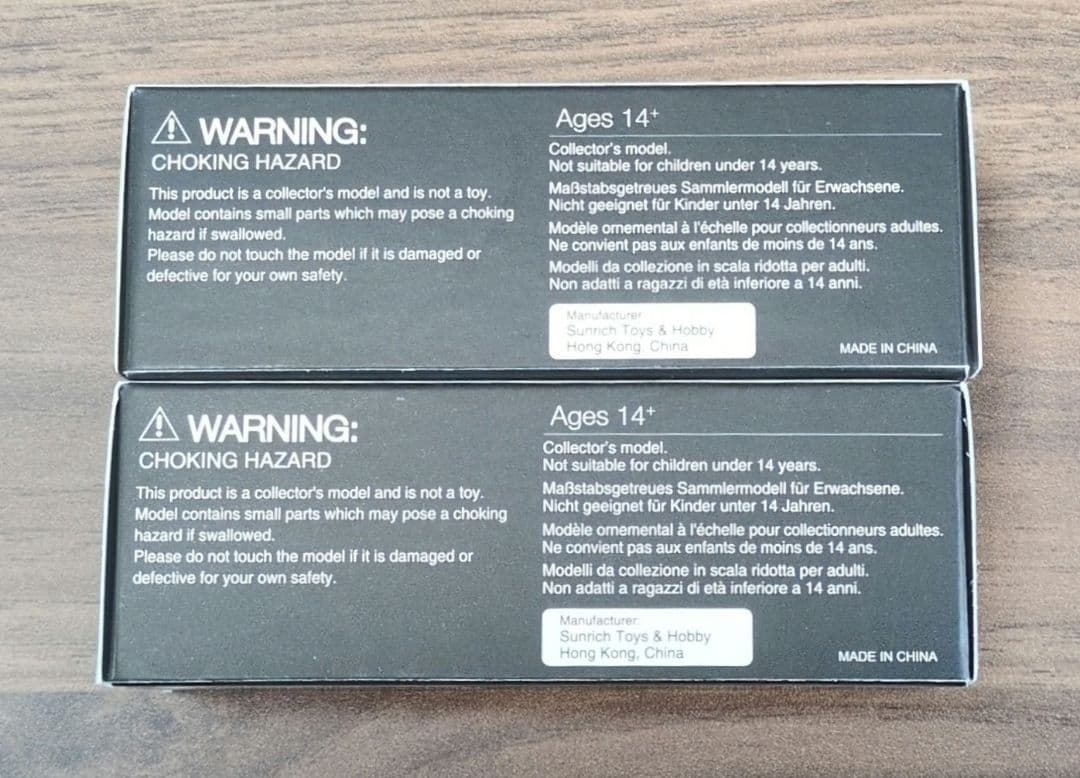 ⚠ WARNING:
CHOKING HAZARD
This product is a collector's model and is not a toy.
Model contains small parts which may pose a choking
hazard if swallowed.
Please do not touch the model if it is damaged or
defective for your own safety.
Ages 14+
Collector's model.
Not suitable for children under 14 years.
Maßstabsgetreues Sammlermodell für Erwachsene.
Nicht geeignet für Kinder unter 14 Jahren.
Modèle ornemental à l'échelle pour collectionneurs adultes.
Ne convient pas aux enfants de moins de 14 ans.
Modelli da collezione in scala ridotta per adulti.
Non adatti a ragazzi di età inferiore a 14 anni.
Manufacturer:
Sunrich Toys & Hobby
Hong Kong, China
MADE IN CHINA
⚠ WARNING:
CHOKING HAZARD
This product is a collector's model and is not a toy.
Model contains small parts which may pose a choking
hazard if swallowed.
Please do not touch the model if it is damaged or
defective for your own safety.
Ages 14+
Collector's model.
Not suitable for children under 14 years.
Maßstabsgetreues Sammlermodell für Erwachsene.
Nicht geeignet für Kinder unter 14 Jahren.
Modèle ornemental à l'échelle pour collectionneurs adultes.
Ne convient pas aux enfants de moins de 14 ans.
Modelli da collezione in scala ridotta per adulti.
Non adatti a ragazzi di età inferiore a 14 anni.
Manufacturer:
Sunrich Toys & Hobby
Hong Kong, China
MADE IN CHINA